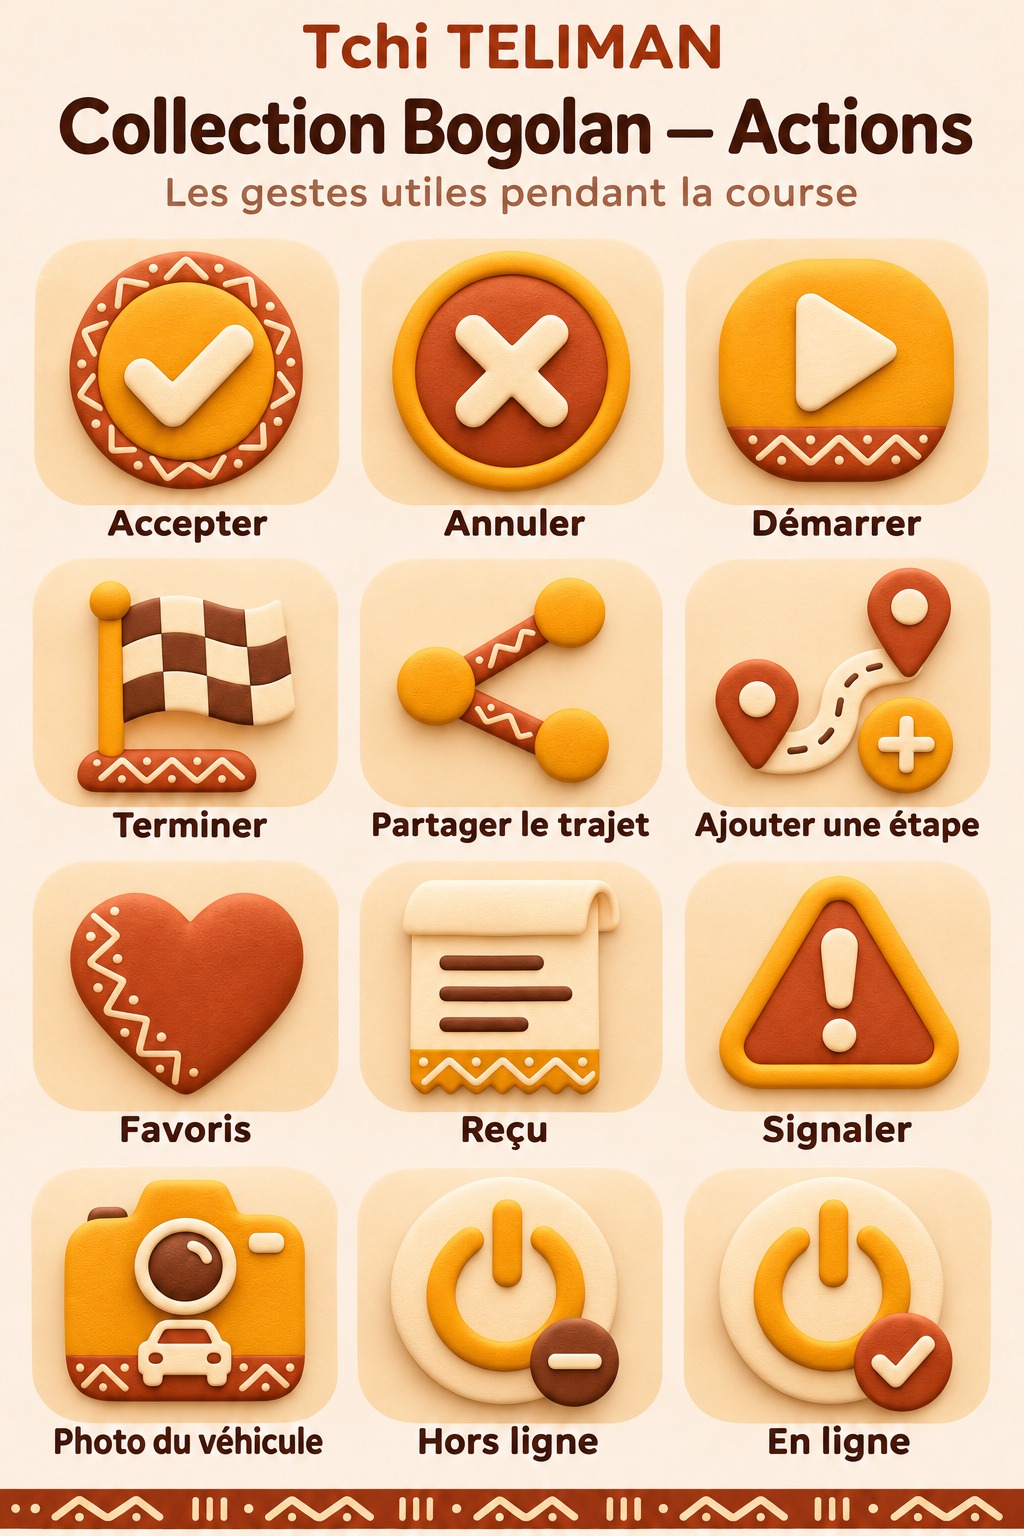 Tchi TELIMAN
Collection Bogolan — Actions
Les gestes utiles pendant la course
Accepter
Annuler
Démarrer
Terminer
Partager le trajet
Ajouter une étape
Favoris
Reçu
Signaler
Photo du véhicule
Hors ligne
En ligne